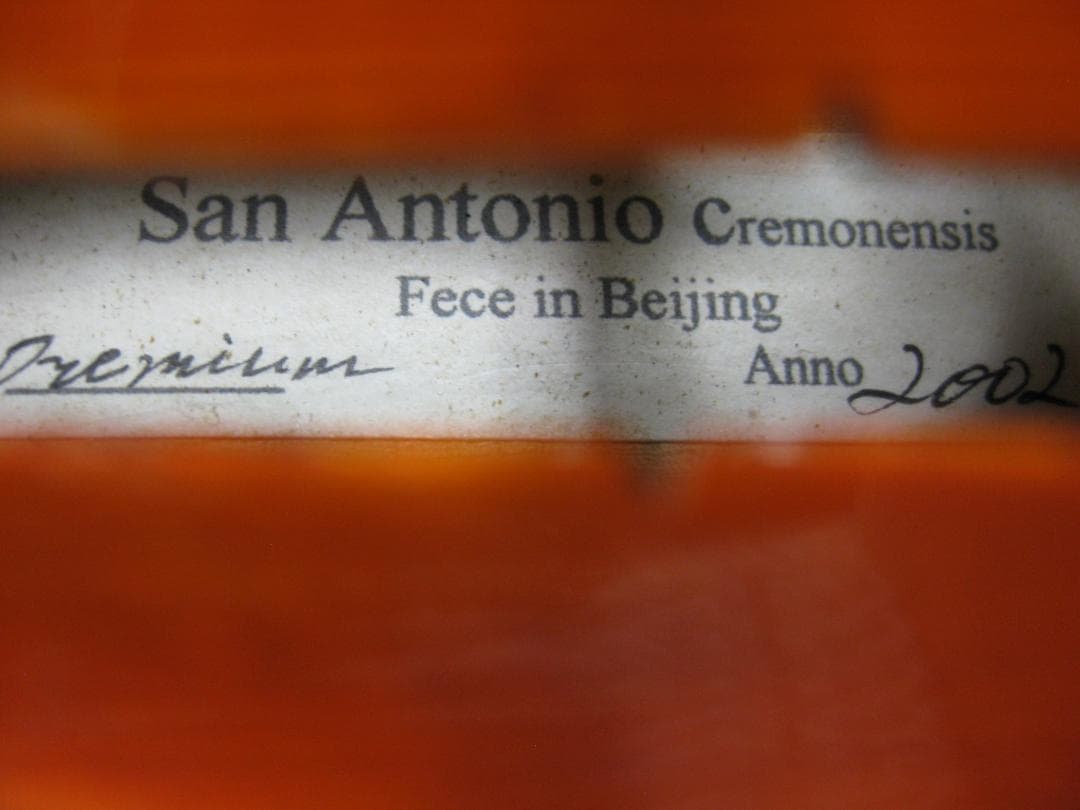 San Antonio Cremonensis
Fece in Beijing
Premium Anno 2002